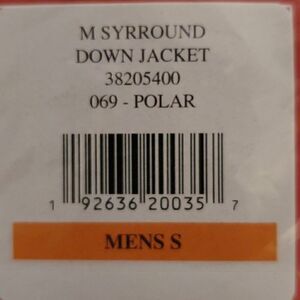 M SYRROUND
DOWN JACKET
38205400
069 - POLAR
1 92636 20035 7
MENS S